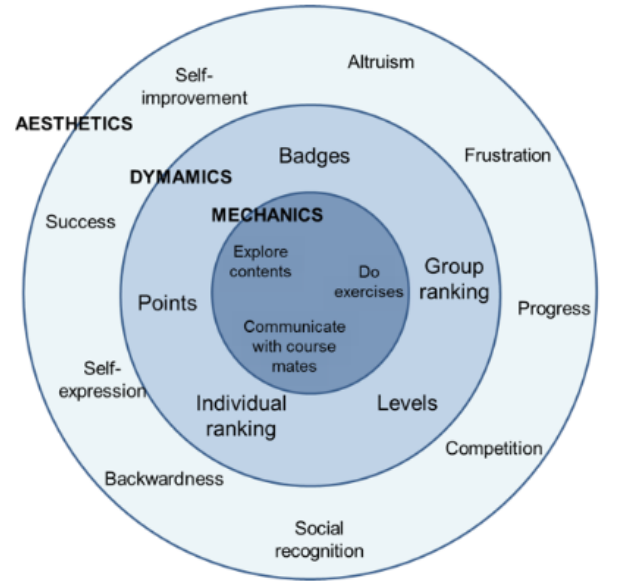 Altruism
Self-
improvement
AESTHETICS
Badges
Frustration
DYMAMICS
MECHANICS
Success
Explore
contents
Do
exercises
Group
ranking
Points
Progress
Communicate
with course
mates
Self-
expression
Individual
ranking
Levels
Competition
Backwardness
Social
recognition